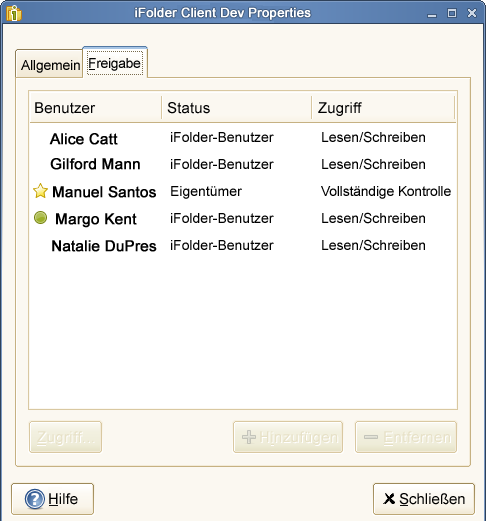 iFolder Client Dev Properties
Allgemein Freigabe
Benutzer Status Zugriff
Alice Catt iFolder-Benutzer Lesen/Schreiben
Gilford Mann iFolder-Benutzer Lesen/Schreiben
Manuel Santos Eigentümer Vollständige Kontrolle
Margo Kent iFolder-Benutzer Lesen/Schreiben
Natalie DuPres iFolder-Benutzer Lesen/Schreiben
Zugriff... Hinzufügen Entfernen
Hilfe Schließen